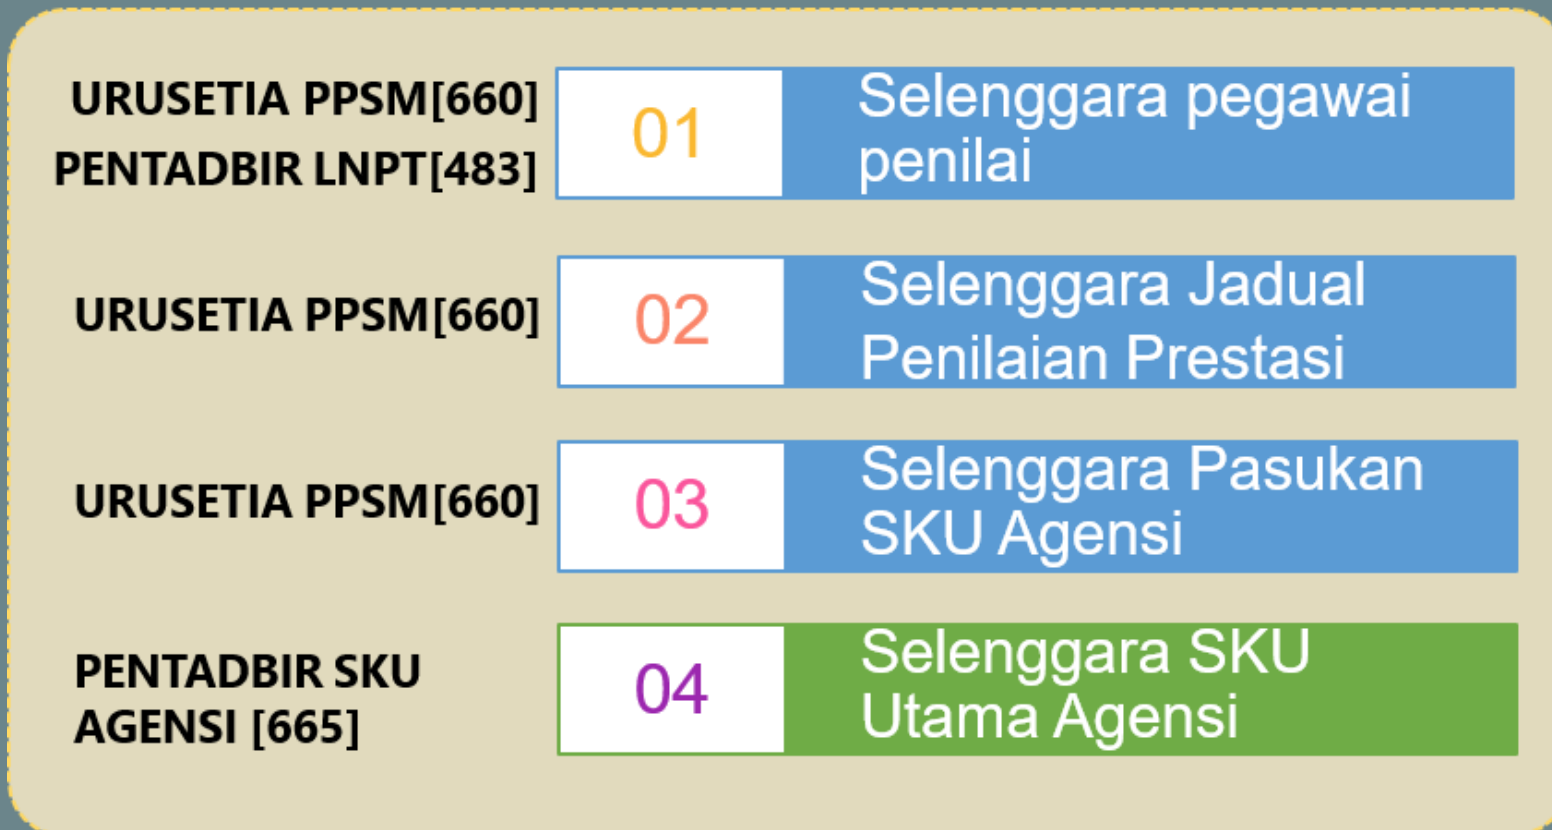 URUSETIA PPSM[660]
PENTADBIR LNPT[483]
01
Selenggara pegawai
penilai
URUSETIA PPSM[660]
02
Selenggara Jadual
Penilaian Prestasi
URUSETIA PPSM[660]
03
Selenggara Pasukan
SKU Agensi
PENTADBIR SKU
AGENSI [665]
04
Selenggara SKU
Utama Agensi